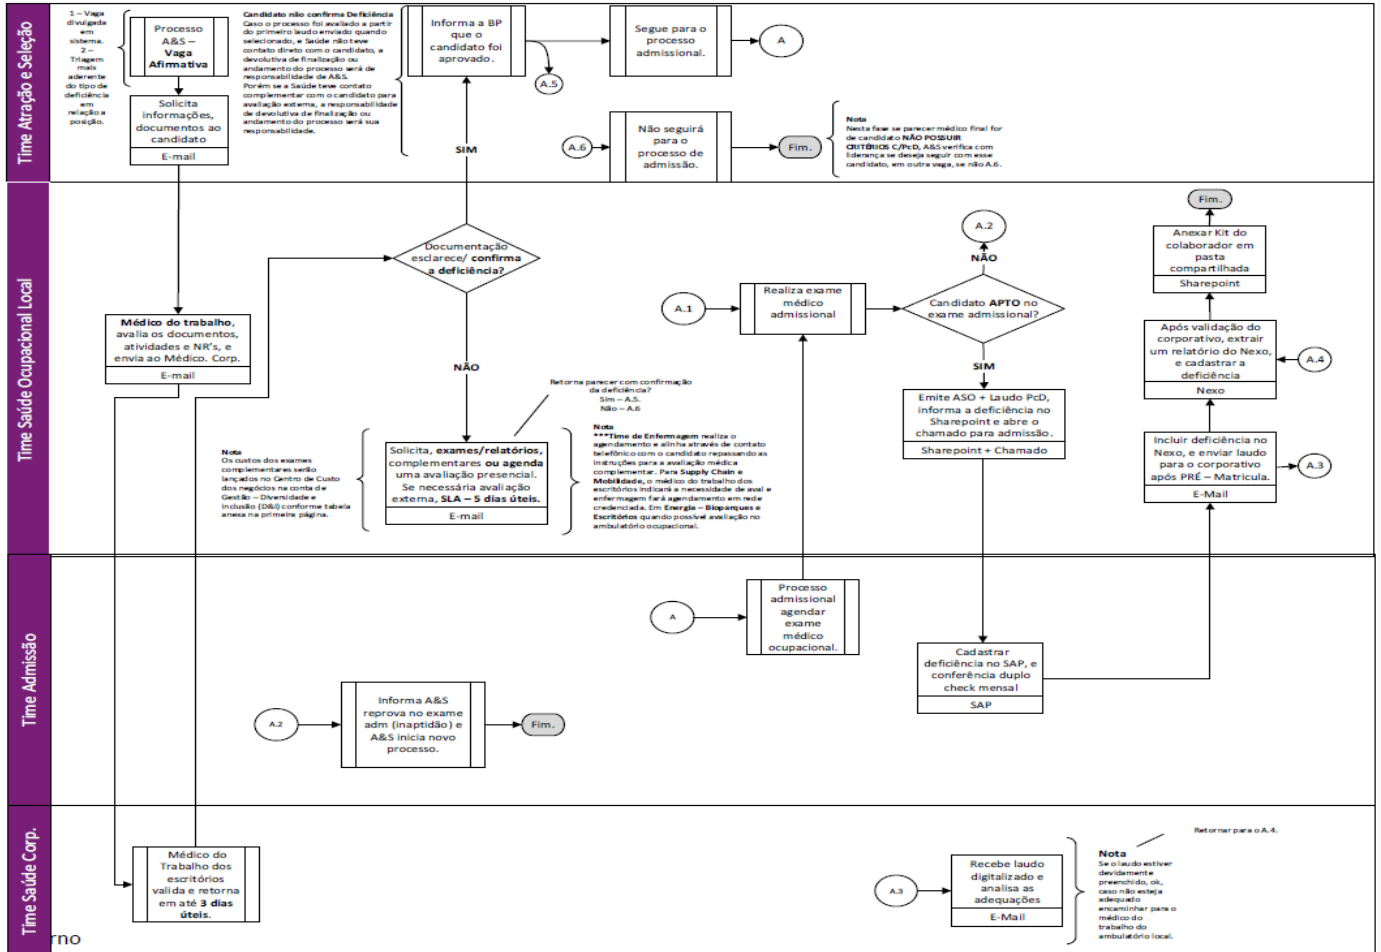 Time Atração e Seleção
1 – Vaga
divulgada
em
sistema.
2 –
Triagem
mais
aderente
do tipo de
deficiência
em
relação a
posição.
Processo
A&S –
Vaga
Afirmativa
Solicita
informações,
documentos ao
candidato
E-mail
Candidato não confirma Deficiência
Caso o processo foi avaliado a partir
do primeiro laudo enviado quando
selecionado, e Saúde não teve
contato direto com o candidato, a
devolutiva de finalização ou
andamento do processo será de
responsabilidade de A&S.
Porém se a Saúde teve contato
complementar com o candidato para
avaliação externa, a responsabilidade
de devolutiva de finalização ou
andamento do processo será sua
responsabilidade.
Informa a BP
que o
candidato foi
aprovado.
A.5
Segue para o
processo
admissional.
A
SIM
A.6
Não seguirá
para o
processo de
admissão.
Fim.
Nota
Nesta fase se parecer médico final for
de candidato NÃO POSSUIR
CRITÉRIOS C/PcD, A&S verifica com
liderança se deseja seguir com esse
candidato, em outra vaga, se não A.6.
Time Saúde Ocupacional Local
Médico do trabalho,
avalia os documentos,
atividades e NR's, e
envia ao Médico. Corp.
E-mail
Documentação
esclarece/ confirma
a deficiência?
NÃO
Nota
Os custos dos exames
complementares serão
lançados no Centro de Custo
dos negócios na conta de
Gestão – Diversidade e
Inclusão (D&I) conforme tabela
anexa na primeira página.
Solicita, exames/relatórios,
complementares ou agenda
uma avaliação presencial.
Se necessária avaliação
externa, SLA – 5 dias úteis.
E-mail
Retorna parecer com confirmação
da deficiência?
Sim – A.5.
Não – A.6
Nota
***Time de Enfermagem realiza o
agendamento e alinha através de contato
telefônico com o candidato repassando as
instruções para a avaliação médica
complementar. Para Supply Chain e
Mobilidade, o médico do trabalho dos
escritórios indicará a necessidade de aval e
enfermagem fará agendamento em rede
credenciada. Em Energia – Bioparques e
Escritórios quando possível avaliação no
ambulatório ocupacional.
A.1
Realiza exame
médico
admissional
A.2
NÃO
Candidato APTO no
exame admissional?
SIM
Emite ASO + Laudo PcD,
informa a deficiência no
Sharepoint e abre o
chamado para admissão.
Sharepoint + Chamado
Fim.
Anexar Kit do
colaborador em
pasta
compartilhada
Sharepoint
Após validação do
corporativo, extrair
um relatório do Nexo,
e cadastrar a
deficiência
Nexo
A.4
Incluir deficiência no
Nexo, e enviar laudo
para o corporativo
após PRÉ – Matricula.
E-Mail
A.3
Time Admissão
A
Processo
admissional
agendar
exame
médico
ocupacional.
Cadastrar
deficiência no SAP, e
conferência duplo
check mensal
SAP
A.2
Informa A&S
reprova no exame
adm (inaptidão) e
A&S inicia novo
processo.
Fim.
Time Saúde Corp.
Médico do
Trabalho dos
escritórios
valida e retorna
em até 3 dias
úteis.
A.3
Recebe laudo
digitalizado e
analisa as
adequações
E-Mail
Retornar para o A.4.
Nota
Se o laudo estiver
devidamente
preenchido, ok,
caso não esteja
adequado
encaminhar para o
médico do
trabalho do
ambulatório local.
rno